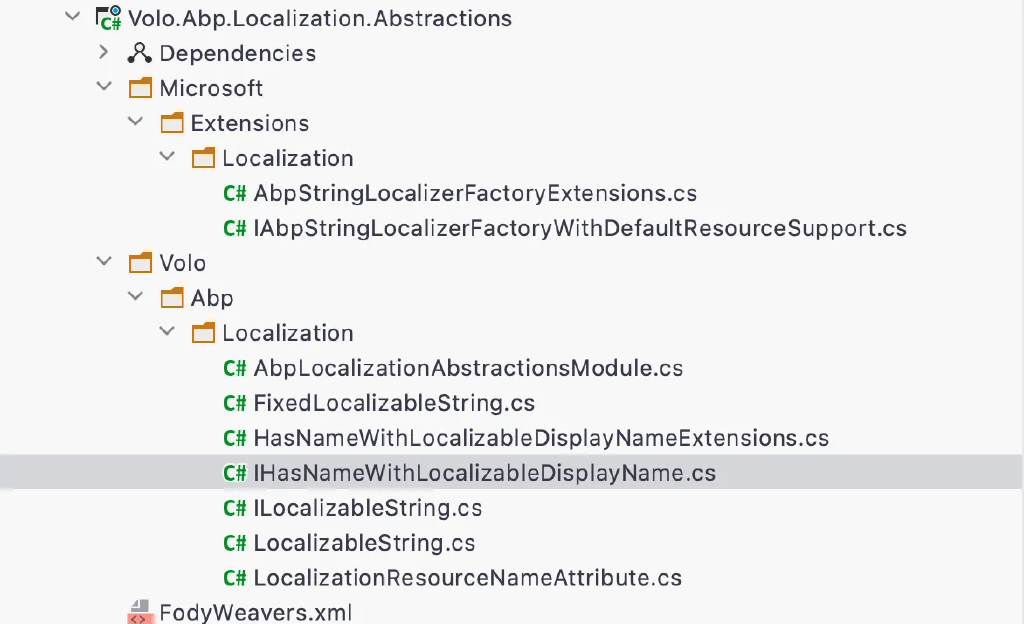 C# Volo.Abp.Localization.Abstractions
Dependencies
Microsoft
Extensions
Localization
C# AbpStringLocalizerFactoryExtensions.cs
C# IAbpStringLocalizerFactoryWithDefaultResourceSupport.cs
Volo
Abp
Localization
C# AbpLocalizationAbstractionsModule.cs
C# FixedLocalizableString.cs
C# HasNameWithLocalizableDisplayNameExtensions.cs
C# IHasNameWithLocalizableDisplayName.cs
C# ILocalizableString.cs
C# LocalizableString.cs
C# LocalizationResourceNameAttribute.cs
FodyWeavers.xml